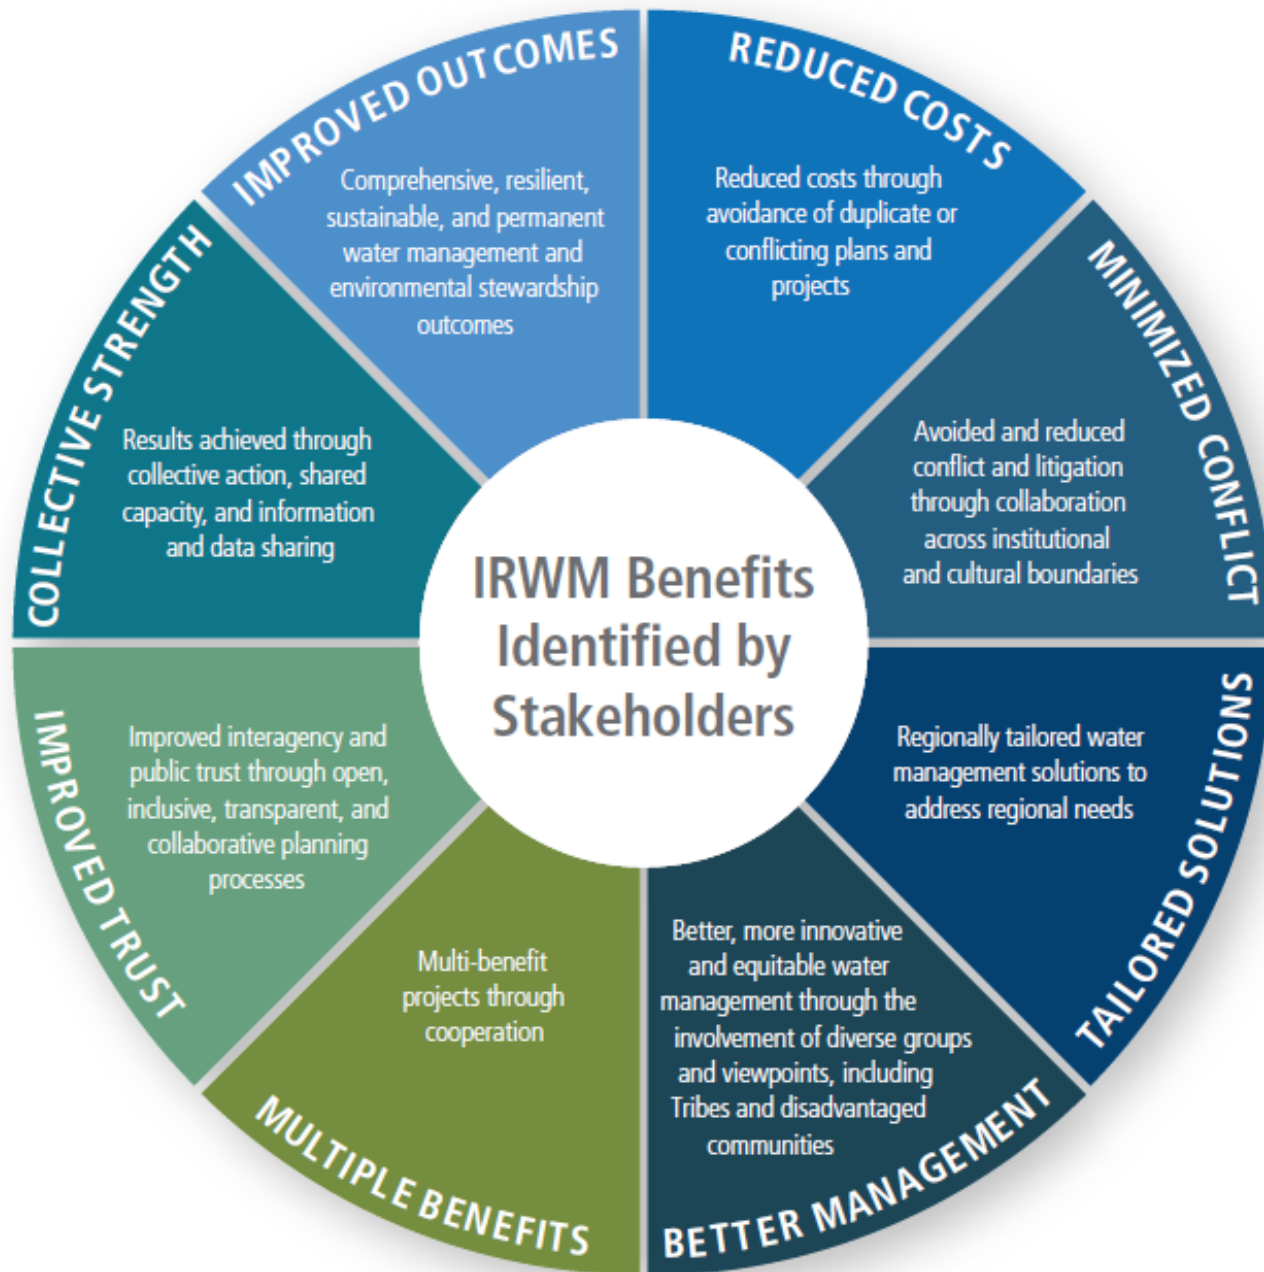 IRWM Benefits
Identified by
Stakeholders
REDUCED COSTS
Reduced costs through
avoidance of duplicate or
conflicting plans and
projects
MINIMIZED CONFLICT
Avoided and reduced
conflict and litigation
through collaboration
across institutional
and cultural boundaries
TAILORED SOLUTIONS
Regionally tailored water
management solutions to
address regional needs
BETTER MANAGEMENT
Better, more innovative
and equitable water
management through the
involvement of diverse groups
and viewpoints, including
Tribes and disadvantaged
communities
MULTIPLE BENEFITS
Multi-benefit
projects through
cooperation
IMPROVED TRUST
Improved interagency and
public trust through open,
inclusive, transparent, and
collaborative planning
processes
COLLECTIVE STRENGTH
Results achieved through
collective action, shared
capacity, and information
and data sharing
IMPROVED OUTCOMES
Comprehensive, resilient,
sustainable, and permanent
water management and
environmental stewardship
outcomes